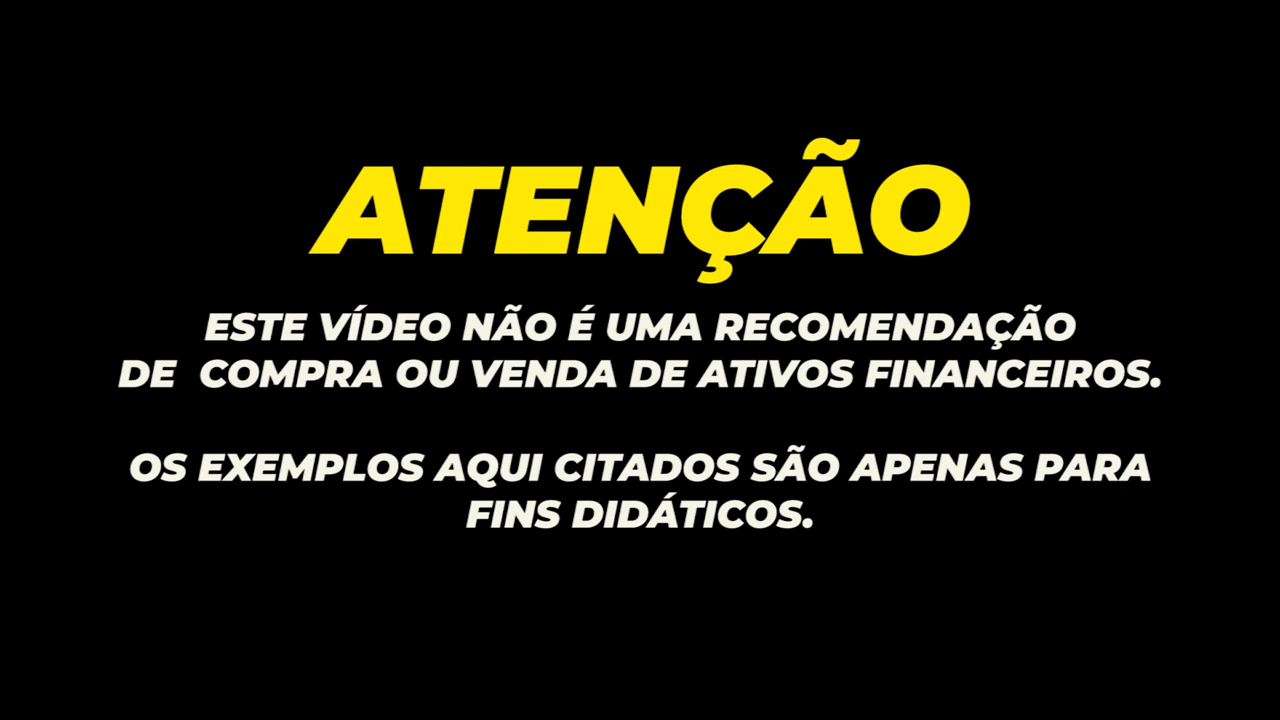 ATENÇÃO
ESTE VÍDEO NÃO É UMA RECOMENDAÇÃO
DE COMPRA OU VENDA DE ATIVOS FINANCEIROS.
OS EXEMPLOS AQUI CITADOS SÃO APENAS PARA
FINS DIDÁTICOS.